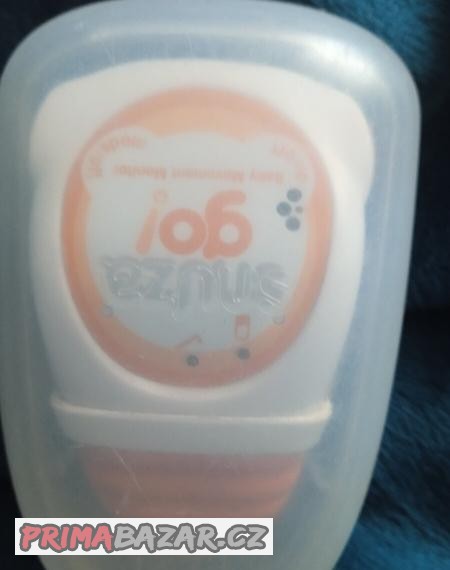 snuza
go!
Baby Movement Monitor
PRIMABAZAR.CZ